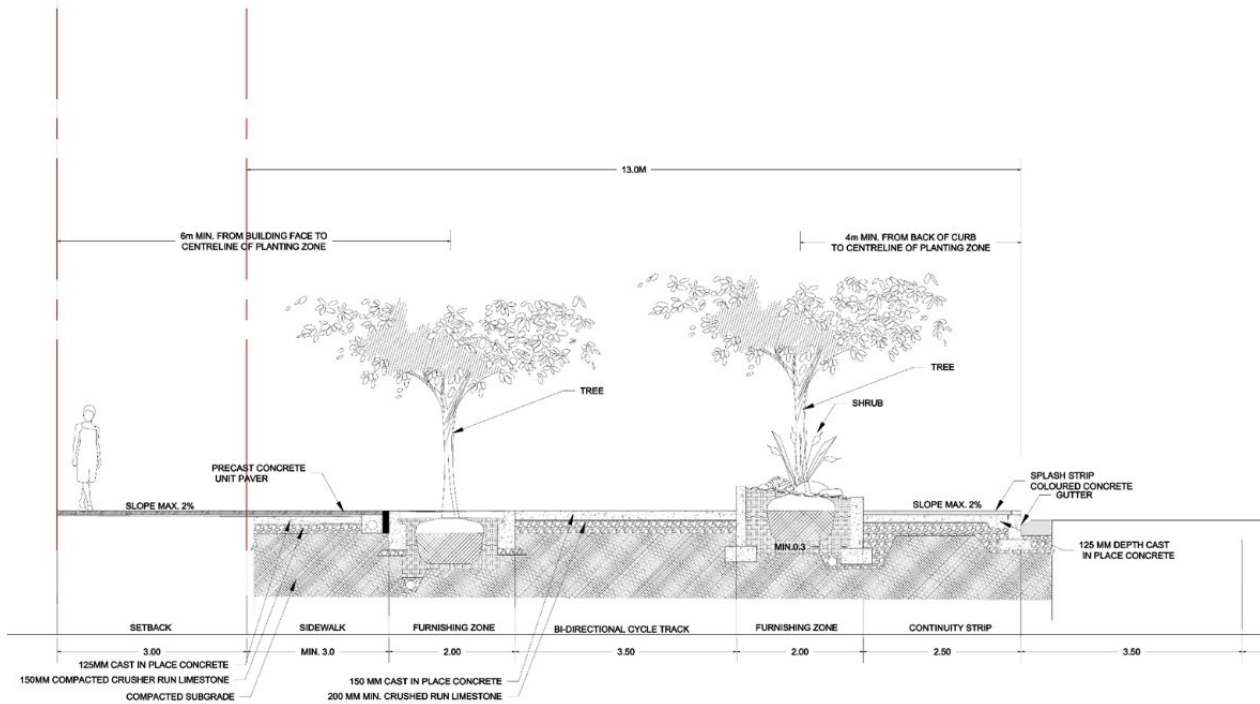 13.0M
6m MIN. FROM BUILDING FACE TO
CENTRELINE OF PLANTING ZONE
4m MIN. FROM BACK OF CURB
TO CENTRELINE OF PLANTING ZONE
TREE
TREE
SHRUB
PRECAST CONCRETE
UNIT PAVER
SPLASH STRIP
COLOURED CONCRETE
GUTTER
SLOPE MAX. 2%
SLOPE MAX. 2%
MIN.0.3
125 MM DEPTH CAST
IN PLACE CONCRETE
SETBACK
SIDEWALK
FURNISHING ZONE
BI-DIRECTIONAL CYCLE TRACK
FURNISHING ZONE
CONTINUITY STRIP
3.00
MIN. 3.0
2.00
3.50
2.00
2.50
3.50
125MM CAST IN PLACE CONCRETE
150MM COMPACTED CRUSHER RUN LIMESTONE
COMPACTED SUBGRADE
150 MM CAST IN PLACE CONCRETE
200 MM MIN. CRUSHED RUN LIMESTONE